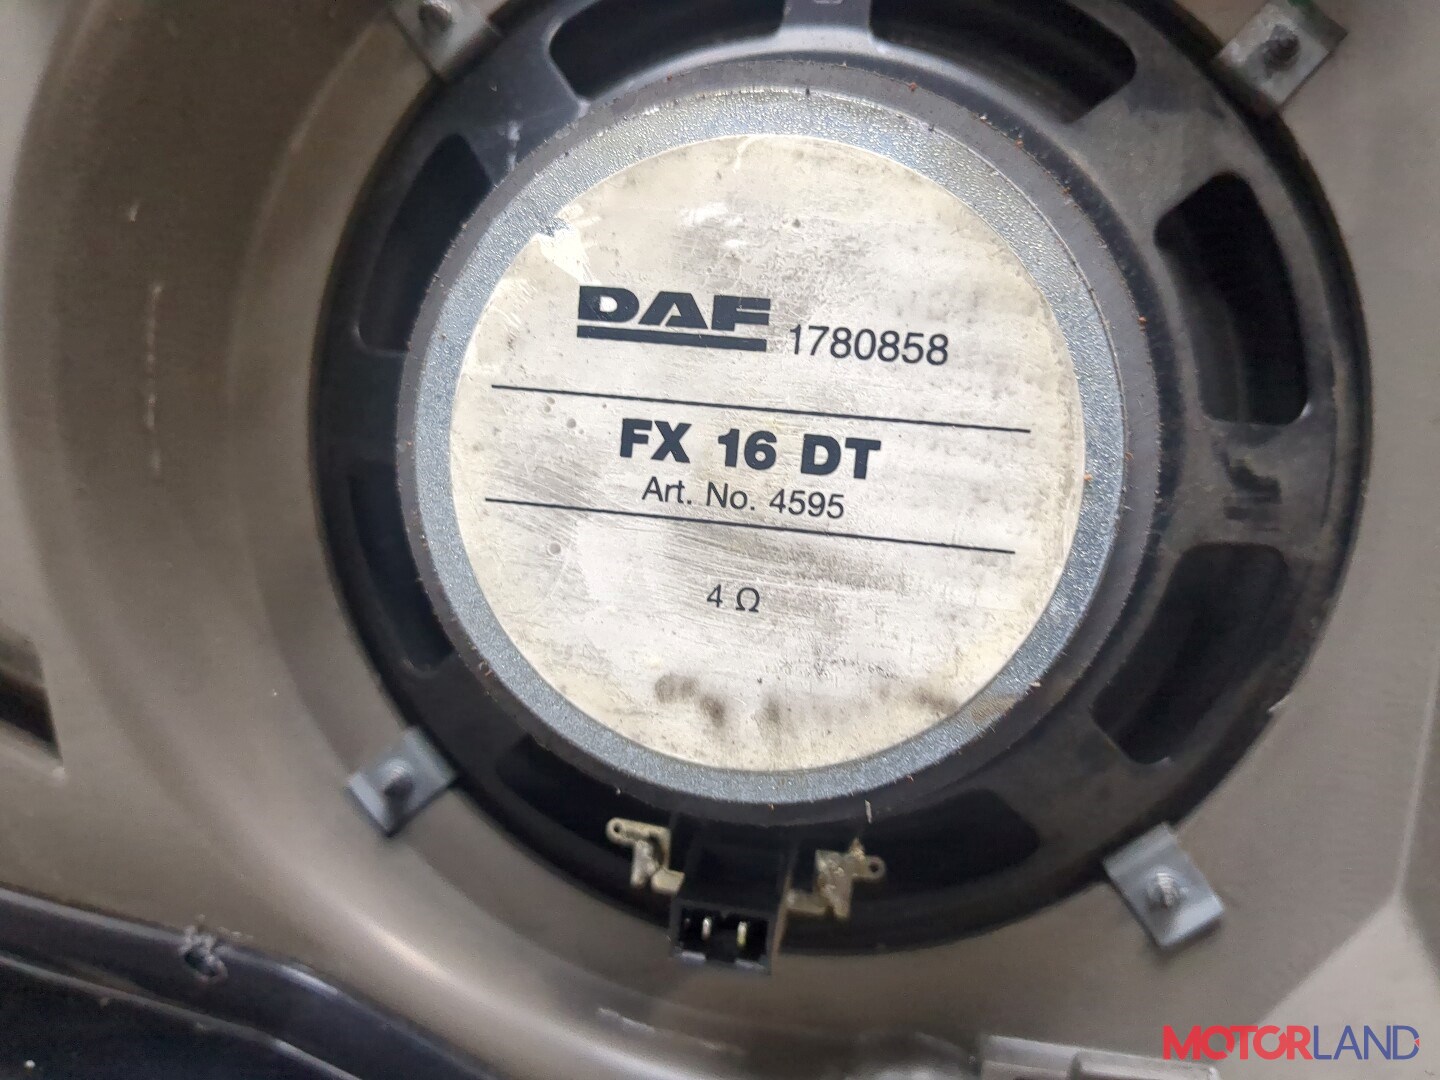 DAF 1780858
FX 16 DT
Art. No. 4595
4 Ω
MOTORLAND